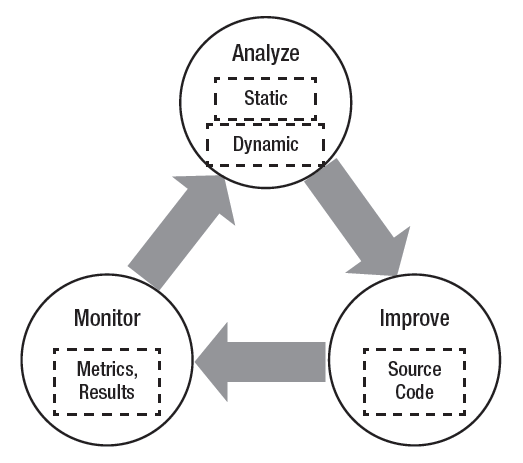 Analyze
Static
Dynamic
Monitor
Metrics,
Results
Improve
Source
Code